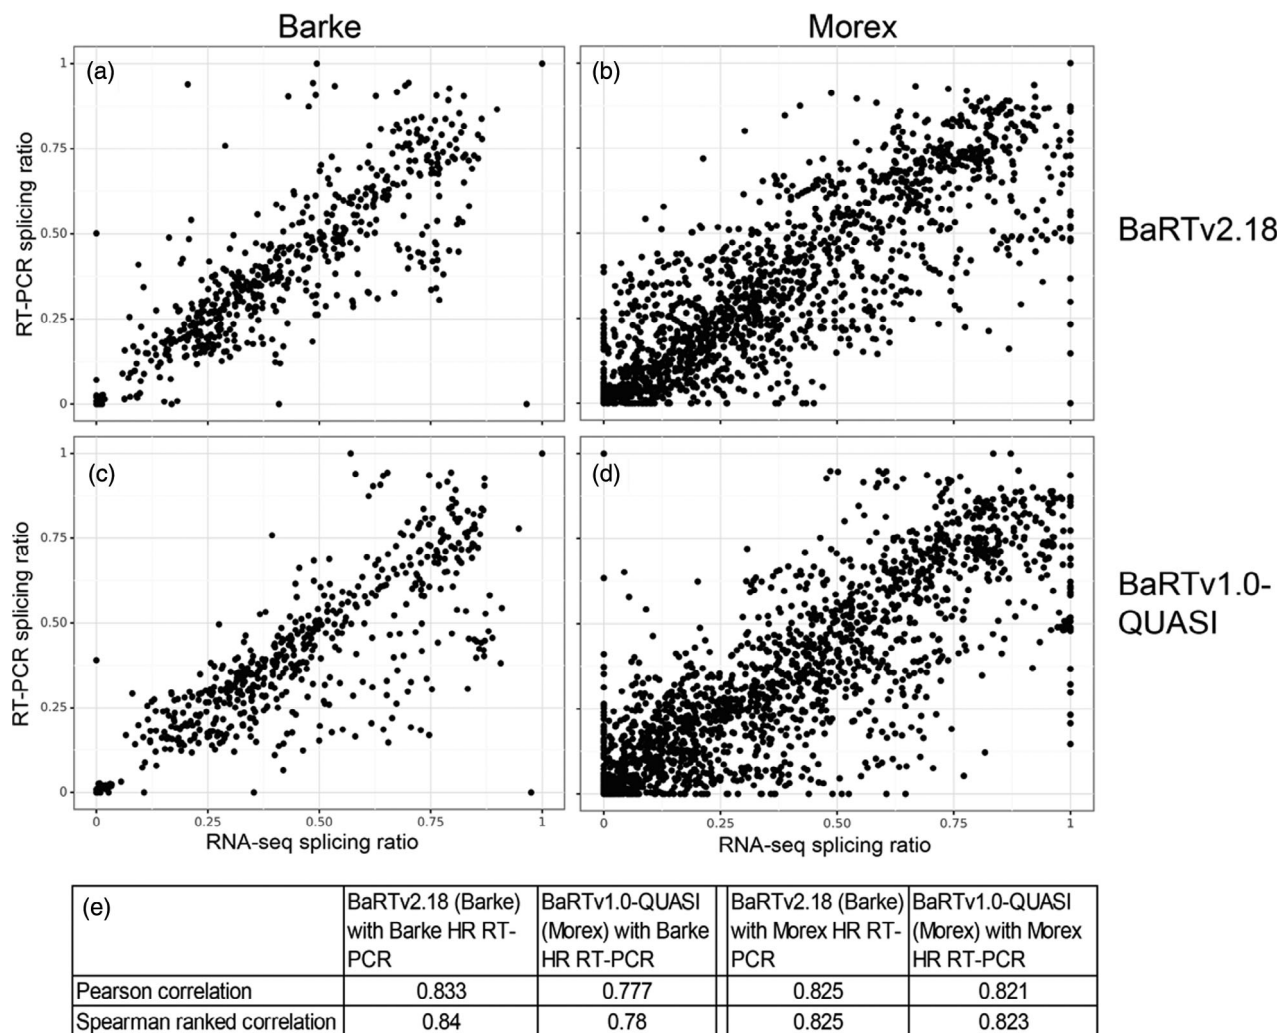 Barke
Morex
(a)
(b)
1
0.75
0.50
0.25
0
RT-PCR splicing ratio
BaRTv2.18
(c)
(d)
1
0.75
0.50
0.25
0
RT-PCR splicing ratio
BaRTv1.0-
QUASI
0 0.25 0.50 0.75 1
0 0.25 0.50 0.75 1
RNA-seq splicing ratio
RNA-seq splicing ratio
(e)
BaRTv2.18 (Barke)
with Barke HR RT-
PCR
BaRTv1.0-QUASI
(Morex) with Barke
HR RT-PCR
BaRTv2.18 (Barke)
with Morex HR RT-
PCR
BaRTv1.0-QUASI
(Morex) with Morex
HR RT-PCR
Pearson correlation 0.833 0.777 0.825 0.821
Spearman ranked correlation 0.84 0.78 0.825 0.823